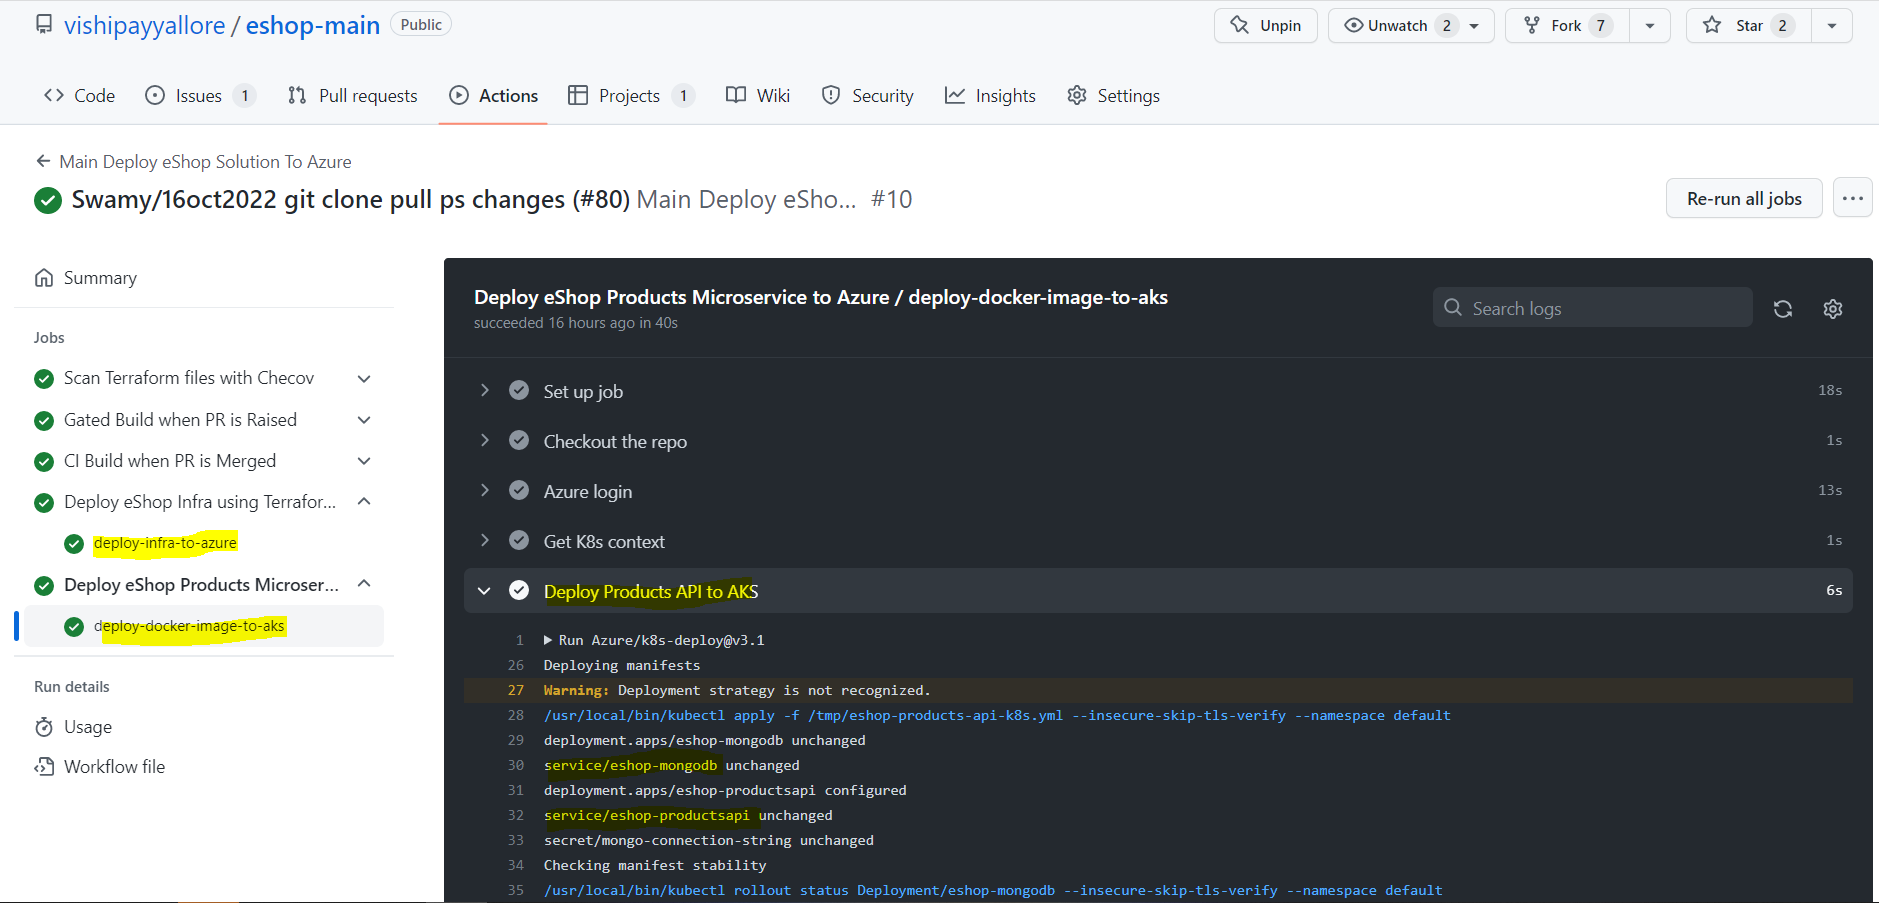 vishipayyallore / eshop-main Public
Unpin Unwatch 2 Fork 7 Star 2
Code Issues 1 Pull requests Actions Projects 1 Wiki Security Insights Settings
Main Deploy eShop Solution To Azure
Swamy/16oct2022 git clone pull ps changes (#80) Main Deploy eSho... #10
Re-run all jobs
Summary
Jobs
Scan Terraform files with Checov
Gated Build when PR is Raised
CI Build when PR is Merged
Deploy eShop Infra using Terrafor...
deploy-infra-to-azure
Deploy eShop Products Microser...
deploy-docker-image-to-aks
Run details
Usage
Workflow file
Deploy eShop Products Microservice to Azure / deploy-docker-image-to-aks
succeeded 16 hours ago in 40s
Search logs
Set up job 18s
Checkout the repo 1s
Azure login 13s
Get K8s context 1s
Deploy Products API to AKS 6s
1 Run Azure/k8s-deploy@v3.1
26 Deploying manifests
27 Warning: Deployment strategy is not recognized.
28 /usr/local/bin/kubectl apply -f /tmp/eshop-products-api-k8s.yml --insecure-skip-tls-verify --namespace default
29 deployment.apps/eshop-mongodb unchanged
30 service/eshop-mongodb unchanged
31 deployment.apps/eshop-productsapi configured
32 service/eshop-productsapi unchanged
33 secret/mongo-connection-string unchanged
34 Checking manifest stability
35 /usr/local/bin/kubectl rollout status Deployment/eshop-mongodb --insecure-skip-tls-verify --namespace default